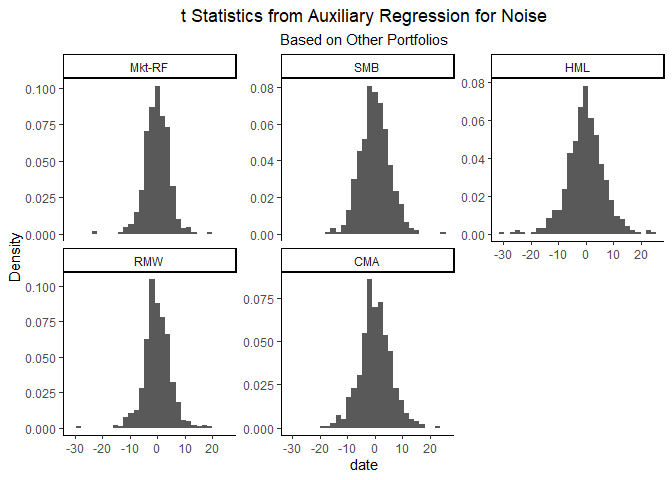 t Statistics from Auxiliary Regression for Noise
Based on Other Portfolios
Mkt-RF
SMB
HML
0.100
0.075
0.050
0.025
0.000
0.08
0.06
0.04
0.02
0.00
0.08
0.06
0.04
0.02
0.00
-30 -20 -10 0 10 20
Density
RMW
CMA
0.100
0.075
0.050
0.025
0.000
0.075
0.050
0.025
0.000
-30 -20 -10 0 10 20
-30 -20 -10 0 10 20
date